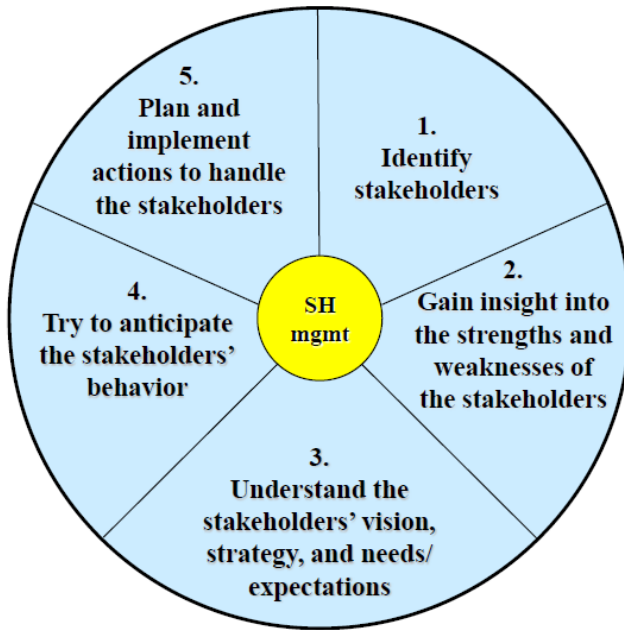 1.
Identify
stakeholders
2.
Gain insight into
the strengths and
weaknesses of
the stakeholders
3.
Understand the
stakeholders’ vision,
strategy, and needs/
expectations
4.
Try to anticipate
the stakeholders’
behavior
5.
Plan and
implement
actions to handle
the stakeholders
SH
mgmt